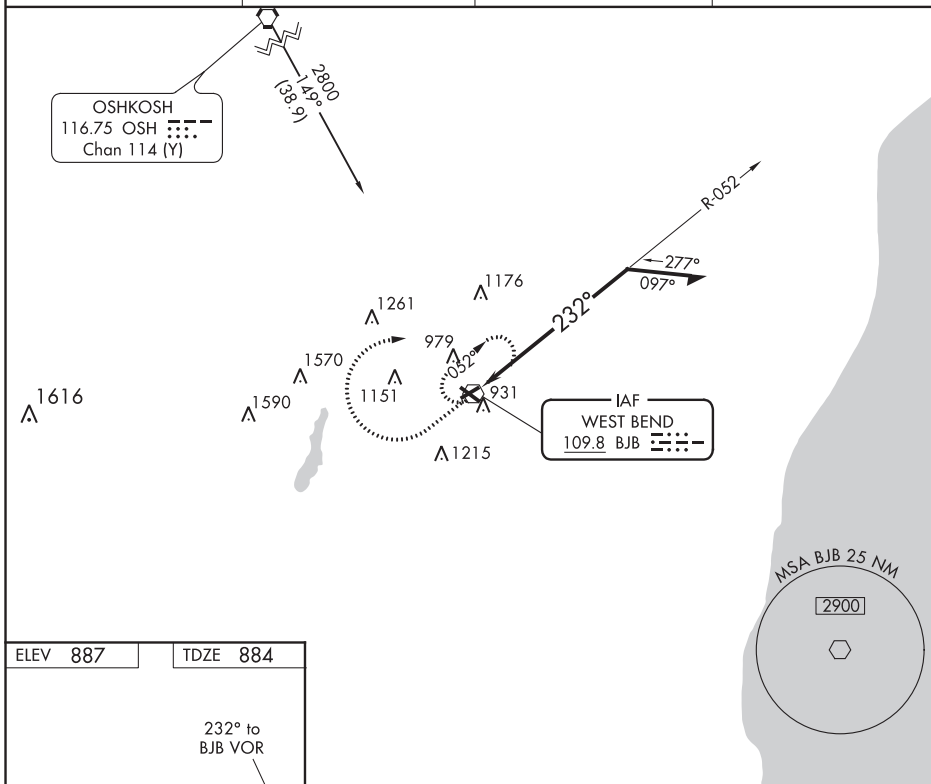 2800
149°
(38.9)
OSHKOSH
116.75 OSH
Chan 114 (Y)
R-052
277°
097°
1176
1261
232°
979
052°
1570
1151
931
1616
1590
IAF
WEST BEND
109.8 BJB
1215
MSA BJB 25 NM
2900
ELEV 887
TDZE 884
232° to
BJB VOR